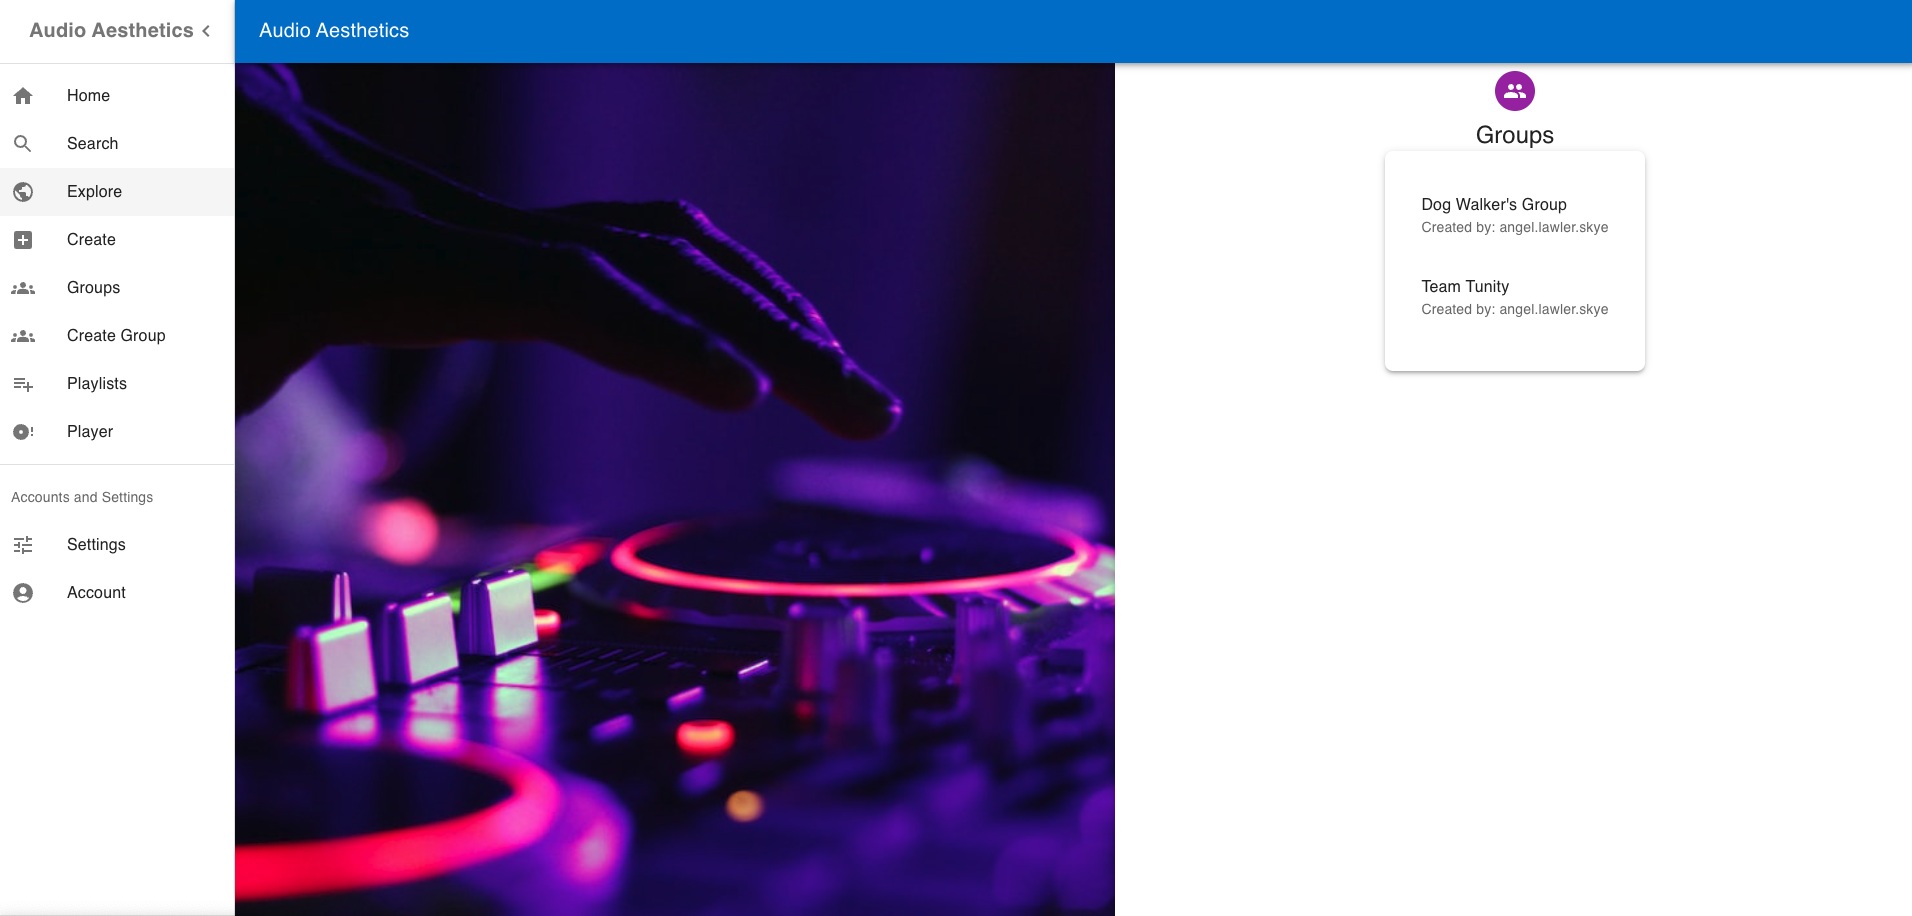 Audio Aesthetics
Audio Aesthetics
Home
Search
Explore
Create
Groups
Create Group
Playlists
Player
Accounts and Settings
Settings
Account
Groups
Dog Walker's Group
Created by: angel.lawler.skye
Team Tunity
Created by: angel.lawler.skye